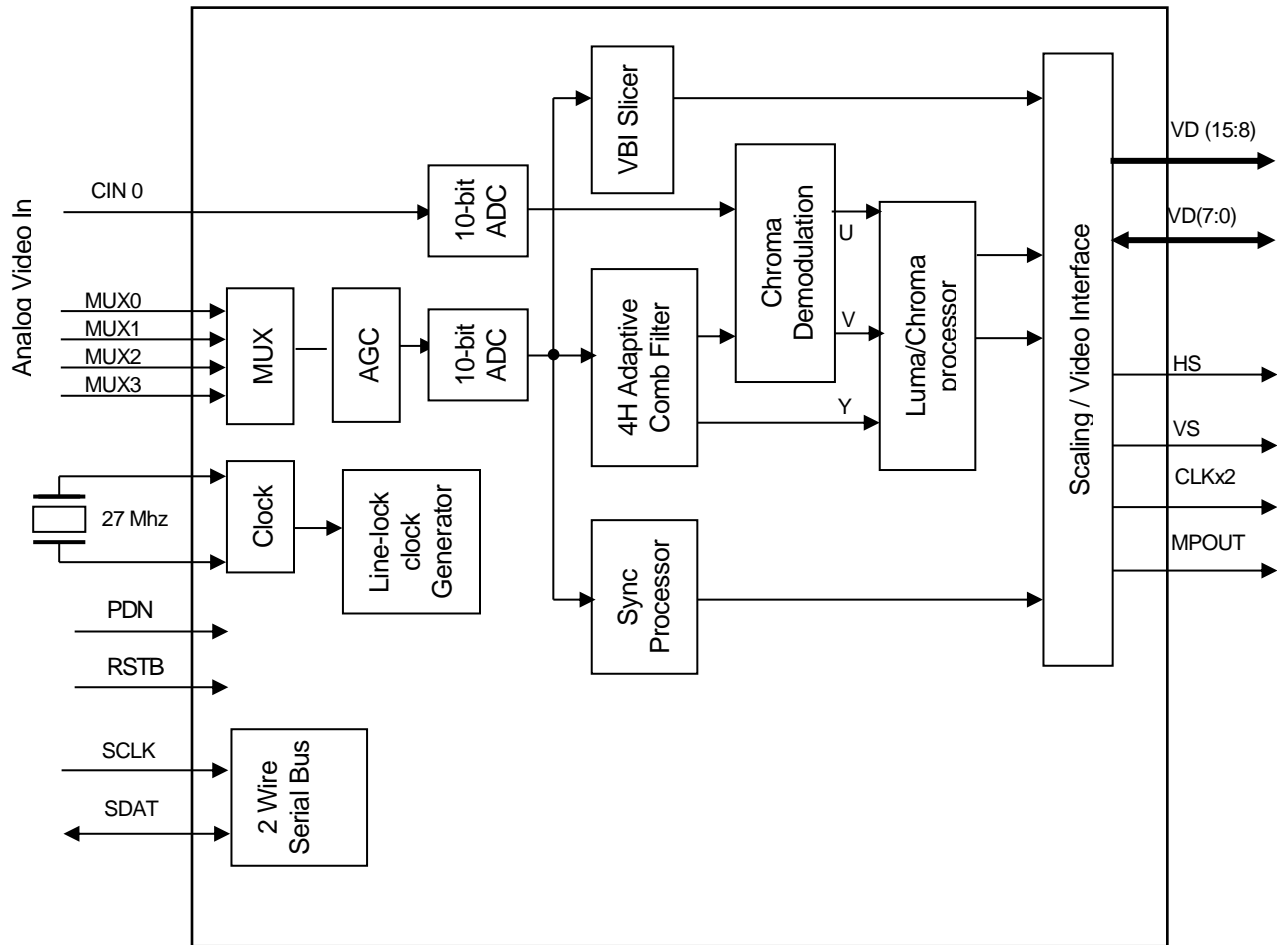 Analog Video In
CIN 0
MUX0
MUX1
MUX2
MUX3
27 Mhz
PDN
RSTB
SCLK
SDAT
MUX
AGC
10-bit
ADC
10-bit
ADC
Clock
Line-lock
clock
Generator
2 Wire
Serial Bus
VBI Slicer
4H Adaptive
Comb Filter
Sync
Processor
Chroma
Demodulation
U
V
Y
Luma/Chroma
processor
Scaling / Video Interface
VD (15:8)
VD(7:0)
HS
VS
CLKx2
MPOUT